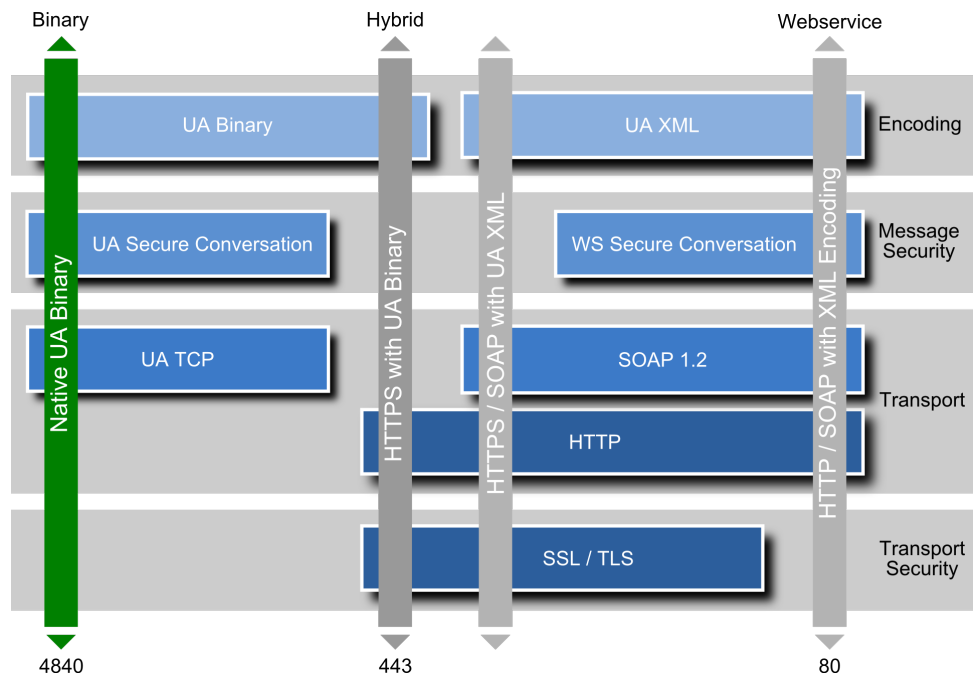 Binary
Hybrid
Webservice
UA Binary
UA XML
Encoding
UA Secure Conversation
WS Secure Conversation
Message
Security
UA TCP
SOAP 1.2
HTTP
Transport
SSL / TLS
Transport
Security
Native UA Binary
HTTPS with UA Binary
HTTPS / SOAP with UA XML
HTTP / SOAP with XML Encoding
4840
443
80